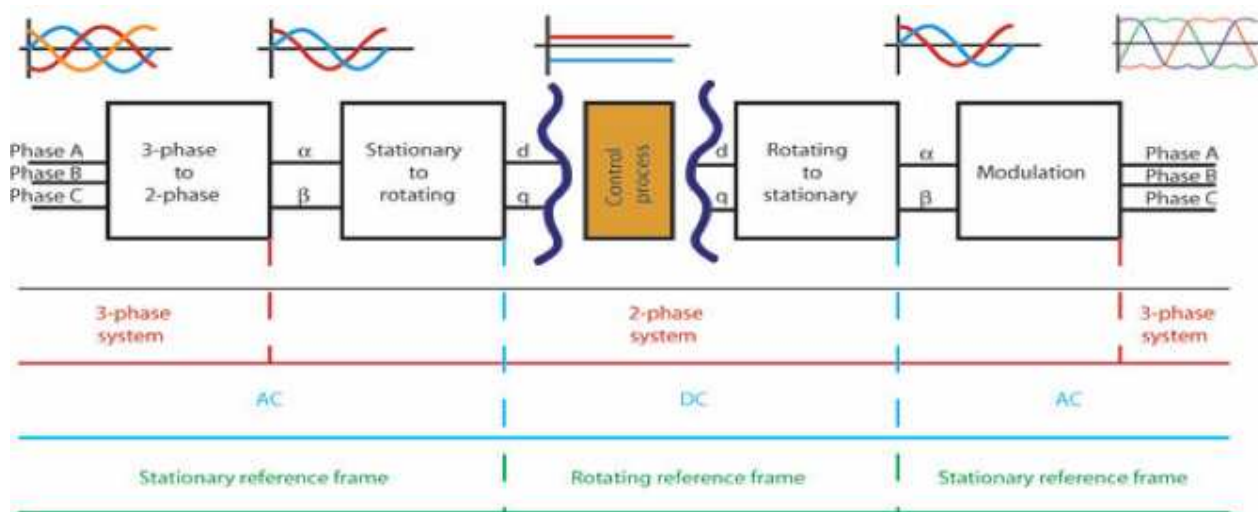 Phase A
Phase B
Phase C
3-phase
to
2-phase
α
β
Stationary
to
rotating
d
q
Control
process
d
q
Rotating
to
stationary
α
β
Modulation
Phase A
Phase B
Phase C
3-phase
system
2-phase
system
3-phase
system
AC
DC
AC
Stationary reference frame
Rotating reference frame
Stationary reference frame